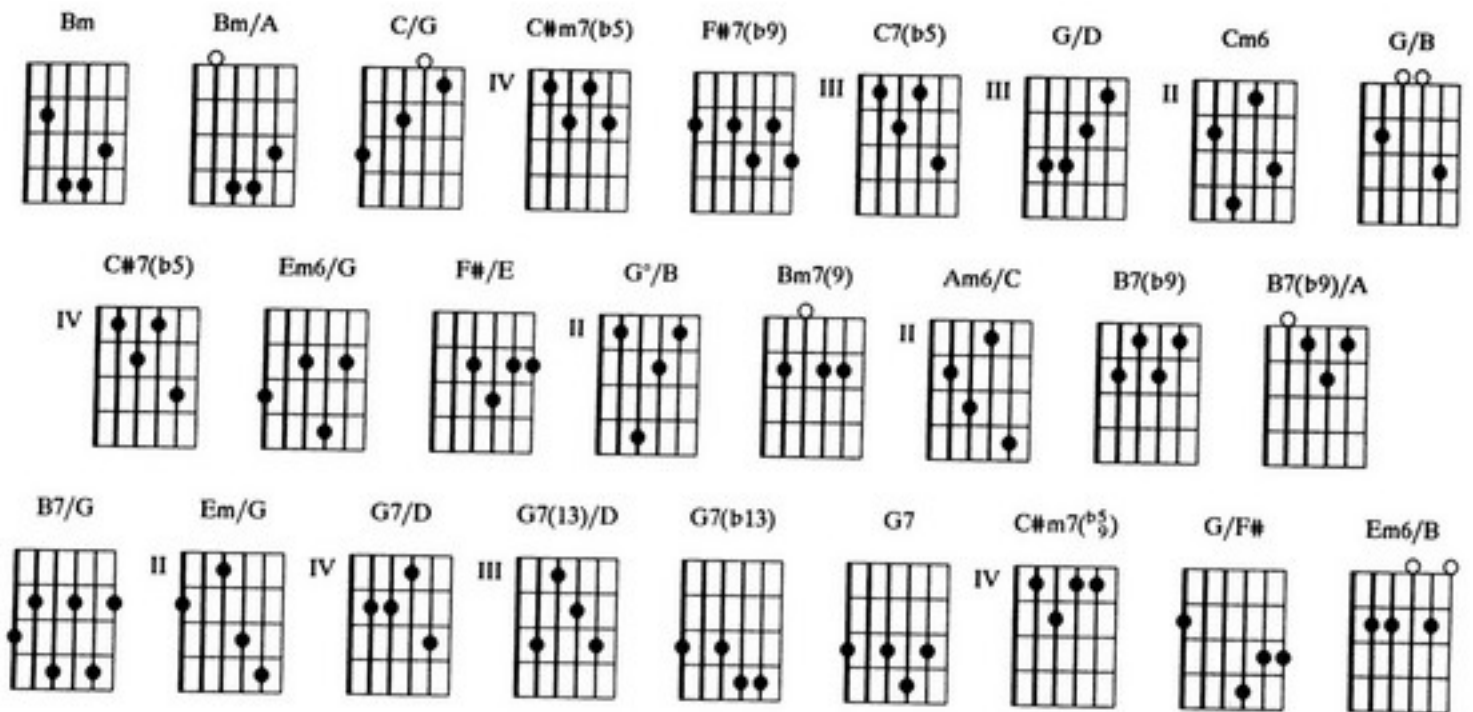 Bm Bm/A C/G C#m7(b5) F#7(b9) C7(b5) G/D Cm6 G/B
IV III III II
C#7(b5) Em6/G F#/E G°/B Bm7(9) Am6/C B7(b9) B7(b9)/A
IV II II
B7/G Em/G G7/D G7(13)/D G7(b13) G7 C#m7(b5 9) G/F# Em6/B
II IV III IV